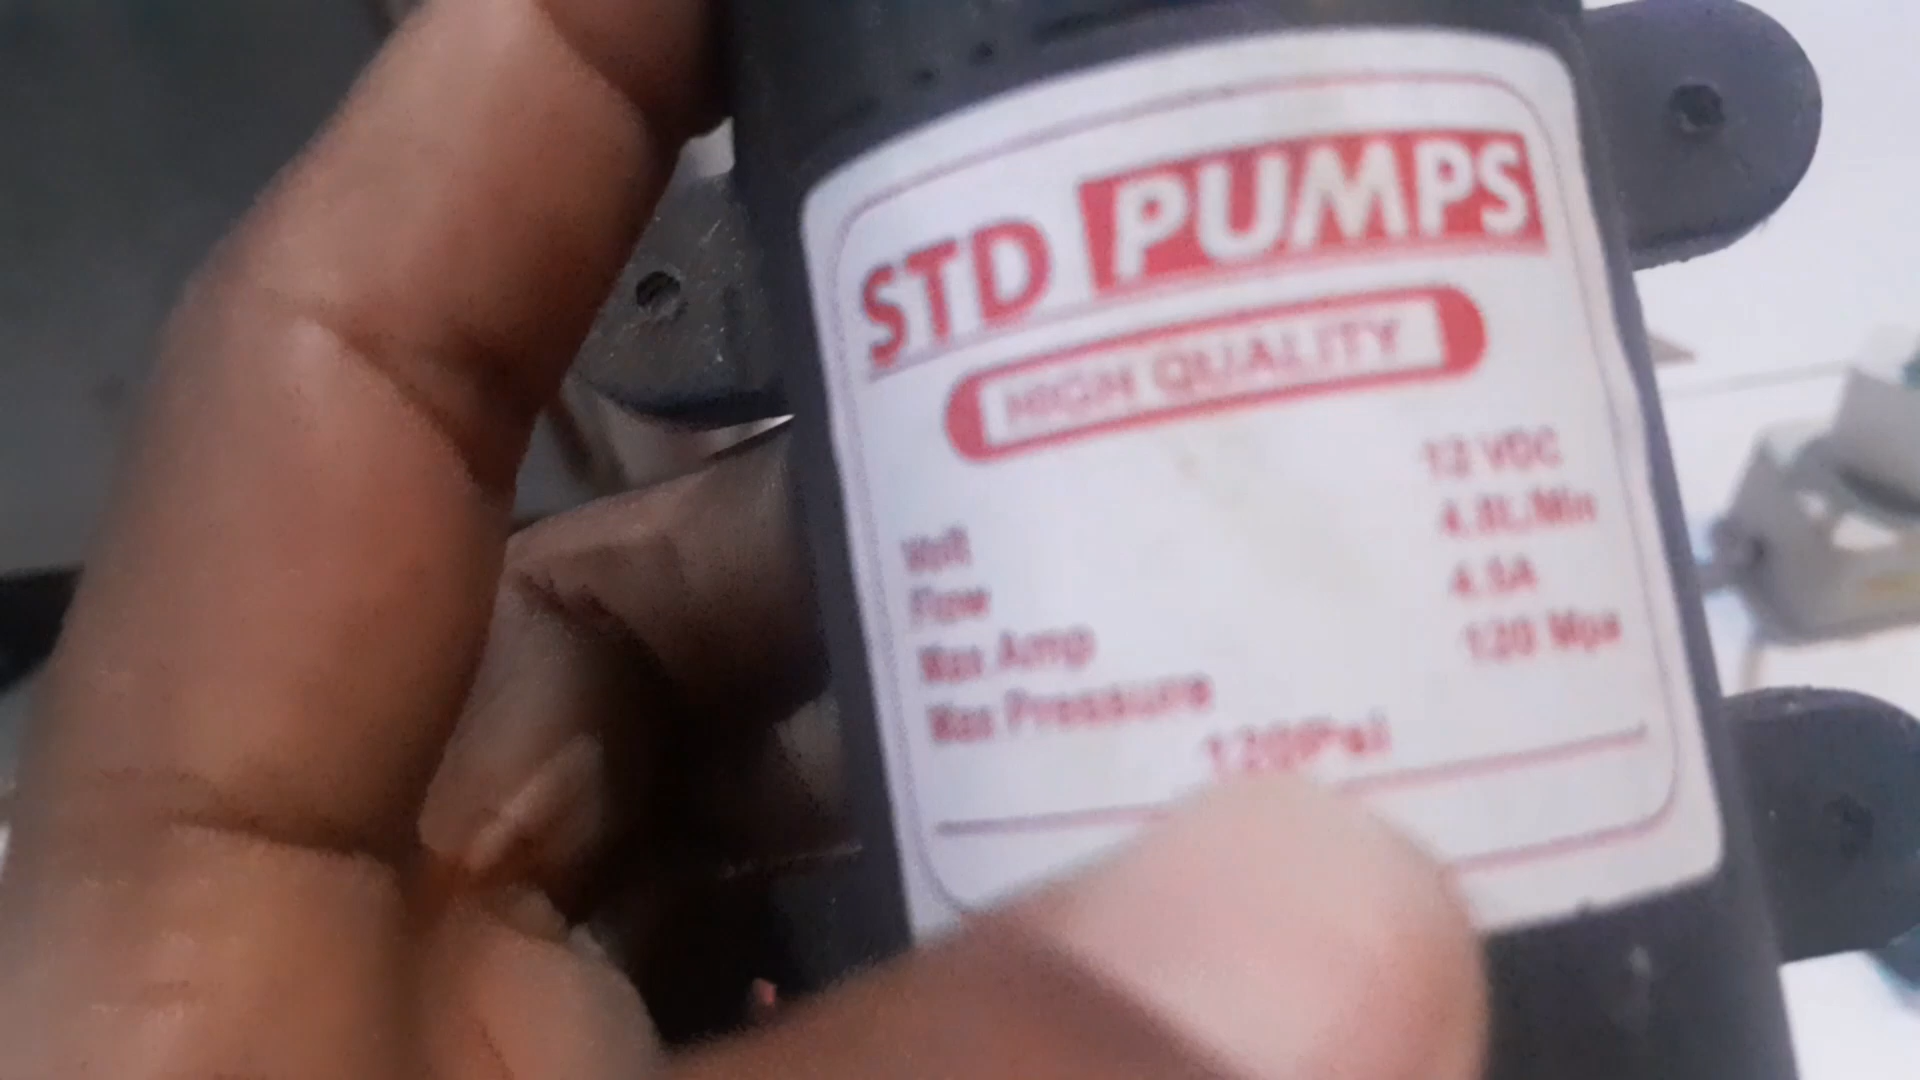 STD PUMPS
HIGH QUALITY
Volt 12 VDC
Flow 4.0L/Min
Max Amp 4.5A
Max Pressure 120 Mpa
120Psi